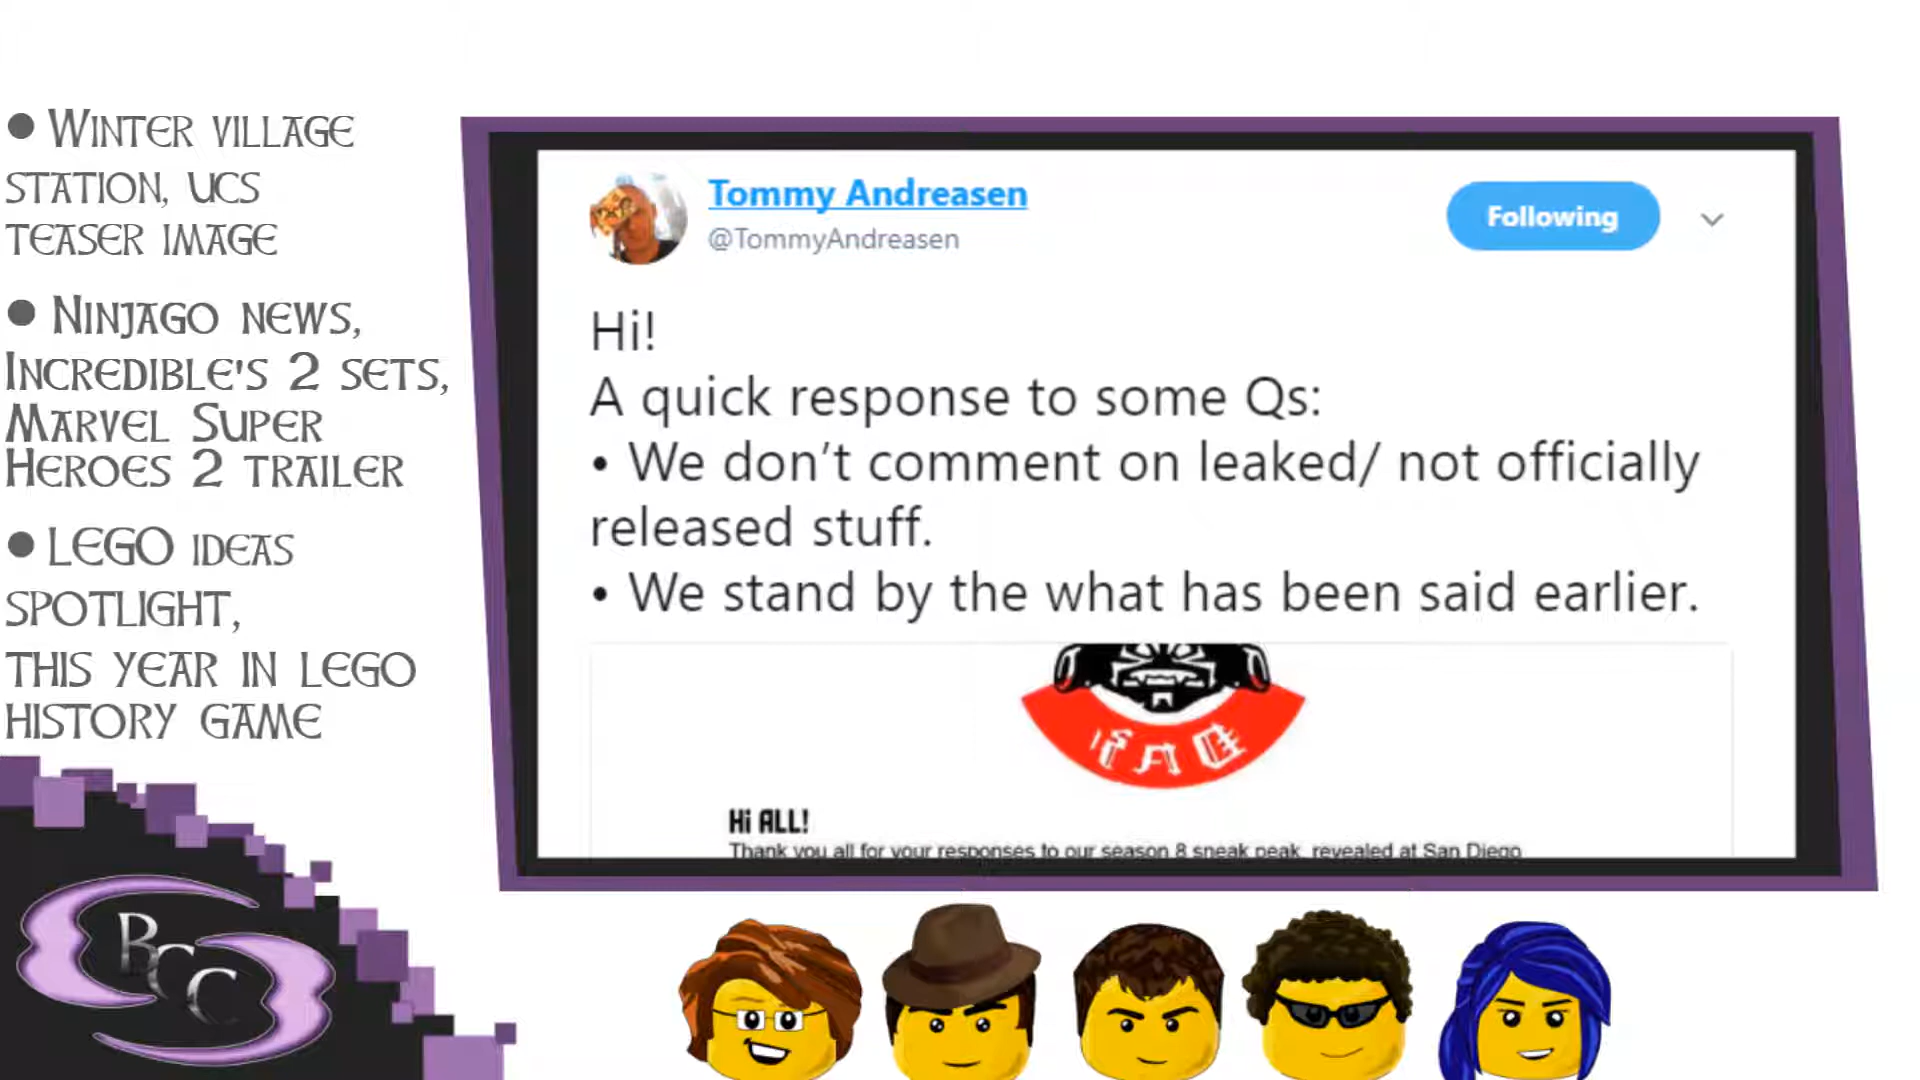 • Winter village
station, UCS
teaser image
• Ninjago news,
Incredible's 2 sets,
Marvel Super
Heroes 2 trailer
• LEGO ideas
spotlight,
this year in LEGO
history game
BCC
Tommy Andreasen
@TommyAndreasen
Following
Hi!
A quick response to some Qs:
• We don't comment on leaked/ not officially
released stuff.
• We stand by the what has been said earlier.
FAQ
Hi ALL!
Thank you all for your responses to our season 8 sneak peak, revealed at San Diego